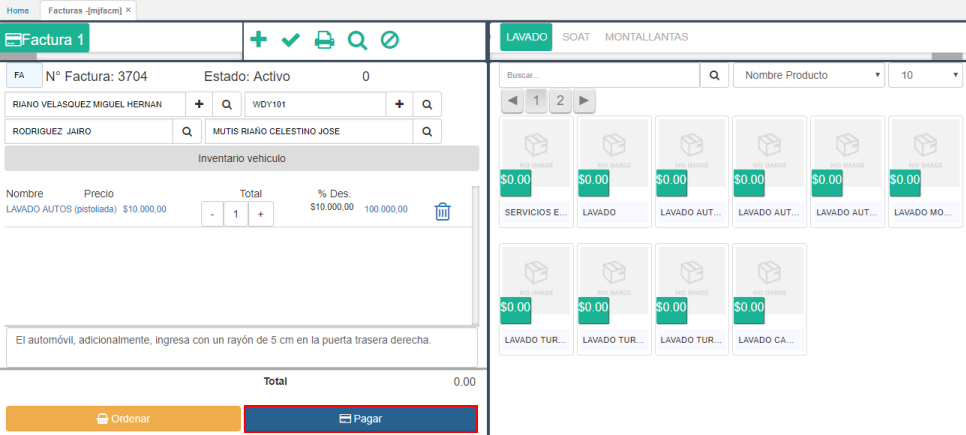 Home Facturas -[mjfacm] ×
Factura 1
LAVADO SOAT MONTALLANTAS
FA N° Factura: 3704 Estado: Activo 0
RIANO VELASQUEZ MIGUEL HERNAN + WDY101 +
RODRIGUEZ JAIRO MUTIS RIAÑO CELESTINO JOSE
Inventario vehiculo
Nombre Precio Total % Des.
LAVADO AUTOS (pistoliada) $10.000,00 - 1 + $10.000,00 100.000,00
El automóvil, adicionalmente, ingresa con un rayón de 5 cm en la puerta trasera derecha.
Total 0.00
Ordenar Pagar
Buscar... Nombre Producto 10
1 2
NO IMAGE NO IMAGE NO IMAGE NO IMAGE NO IMAGE NO IMAGE
$0.00 $0.00 $0.00 $0.00 $0.00 $0.00
SERVICIOS E... LAVADO LAVADO AUT... LAVADO AUT... LAVADO AUT... LAVADO MO...
NO IMAGE NO IMAGE NO IMAGE NO IMAGE
$0.00 $0.00 $0.00 $0.00
LAVADO TUR... LAVADO TUR... LAVADO TUR... LAVADO CA...